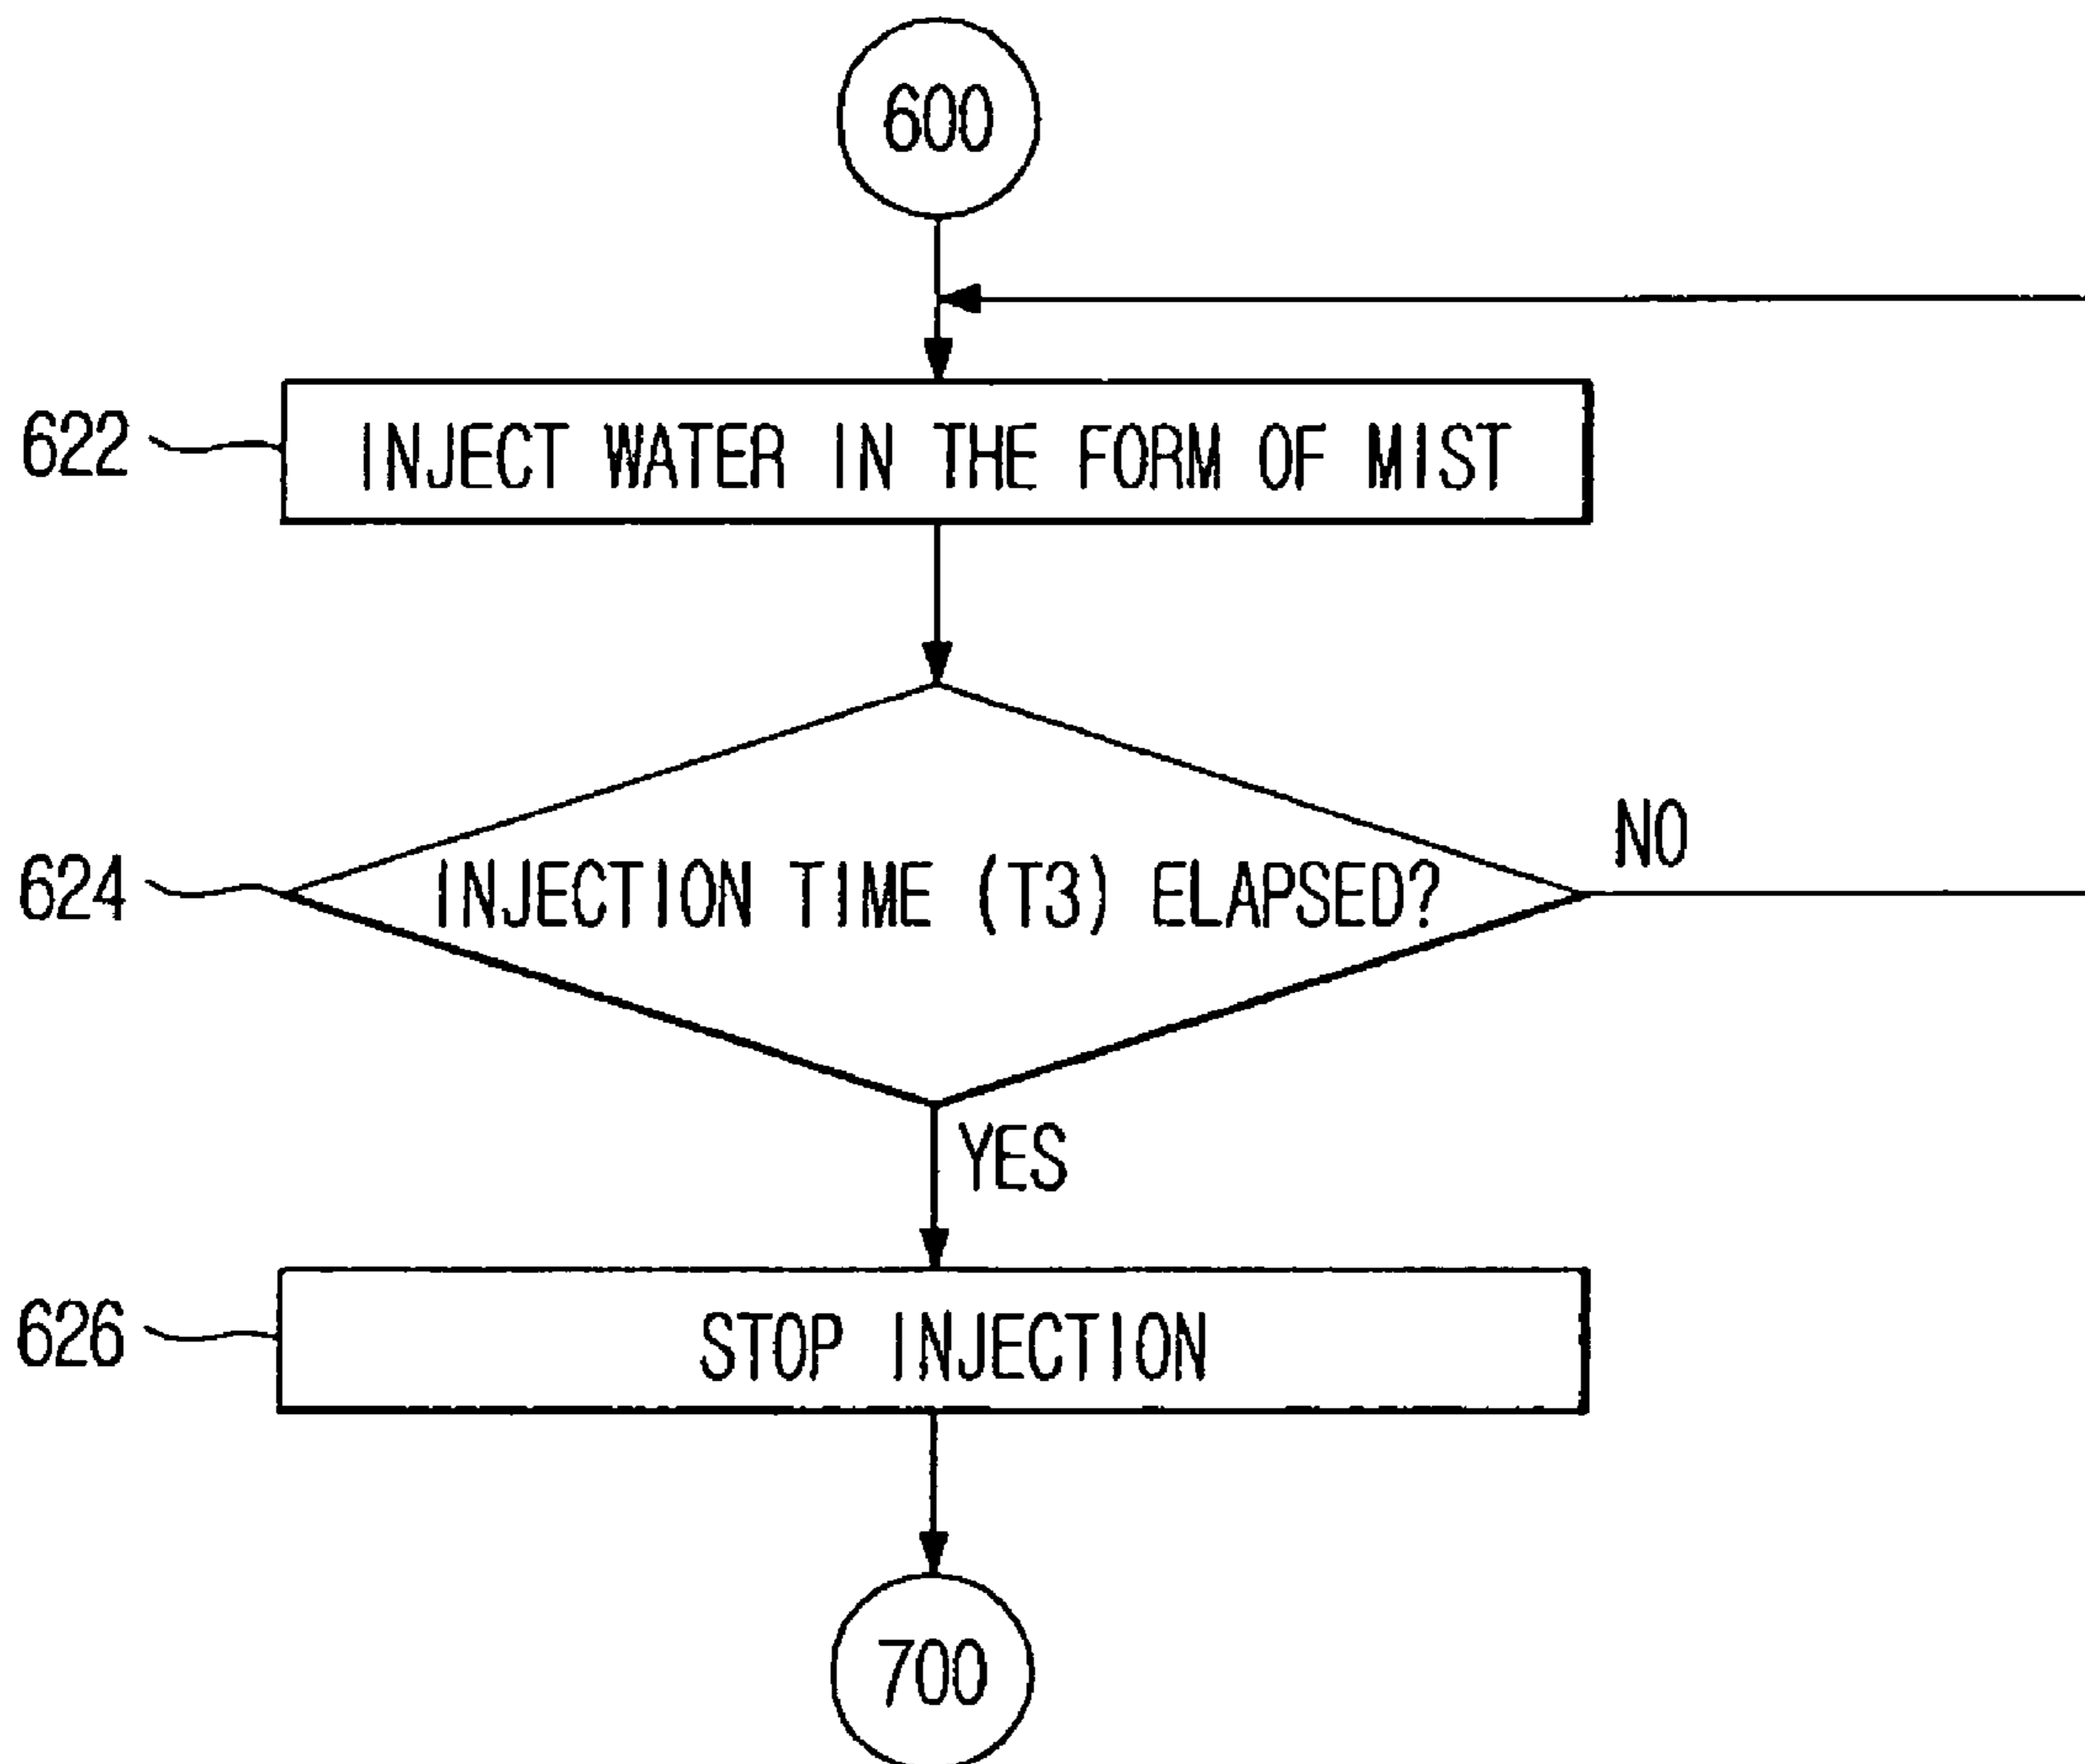 600
622
INJECT WATER IN THE FORM OF MIST
NO
624
INJECTION TIME (T3) ELAPSED?
YES
626
STOP INJECTION
700